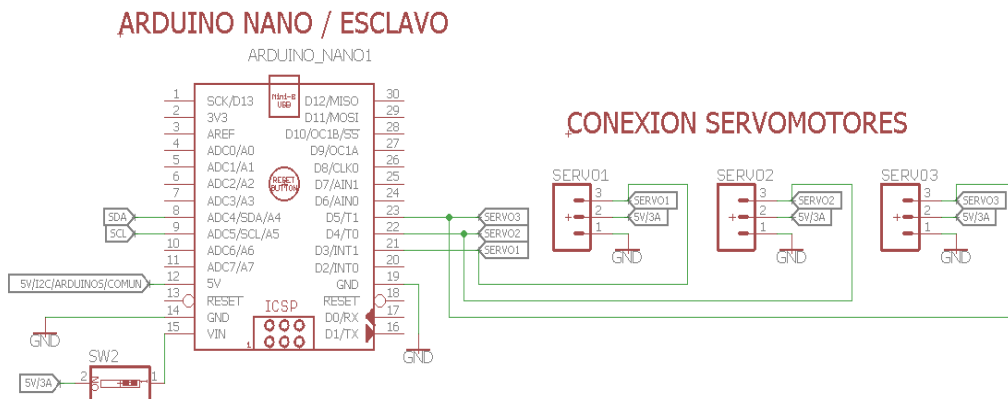 ARDUINO NANO / ESCLAVO
ARDUINO_NANO1
Mini-B
USB
1 SCK/D13 D12/MISO 30
2 3V3 D11/MOSI 29
3 AREF D10/OC1B/SS 28
4 ADC0/A0 D9/OC1A 27
5 ADC1/A1 D8/CLK0 26
6 ADC2/A2 D7/AIN1 25
7 ADC3/A3 D6/AIN0 24
SDA 8 ADC4/SDA/A4 D5/T1 23 SERVO3
SCL 9 ADC5/SCL/A5 D4/T0 22 SERVO2
10 ADC6/A6 D3/INT1 21 SERVO1
11 ADC7/A7 D2/INT0 20
5V/I2C/ARDUINOS/COMUN 12 5V GND 19
13 RESET RESET 18
14 GND D0/RX 17
15 VIN D1/TX 16
RESET
BUTTON
ICSP
1
GND
GND
SW2
5V/3A 2 ON 1 1
CONEXION SERVOMOTORES
SERVO1
3 SERVO1
2 5V/3A
1
GND
SERVO2
3 SERVO2
2 5V/3A
1
GND
SERVO3
3 SERVO3
2 5V/3A
1
GND